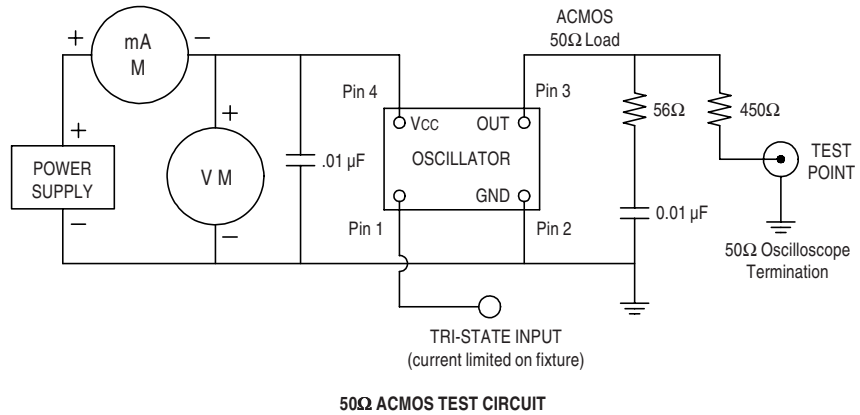 ACMOS
50Ω Load
+
mA
M
−
Pin 4
Pin 3
+
VCC
OUT
56Ω
450Ω
+
POWER
SUPPLY
V M
.01 µF
OSCILLATOR
TEST
POINT
−
−
GND
Pin 1
Pin 2
0.01 µF
50Ω Oscilloscope
Termination
TRI-STATE INPUT
(current limited on fixture)
50Ω ACMOS TEST CIRCUIT